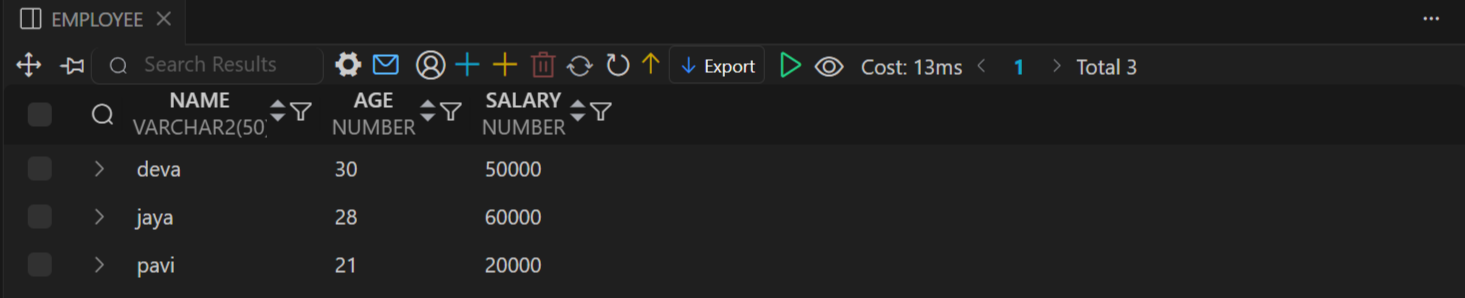 EMPLOYEE
Search Results Export Cost: 13ms 1 Total 3
NAME AGE SALARY
VARCHAR2(50) NUMBER NUMBER
deva 30 50000
jaya 28 60000
pavi 21 20000